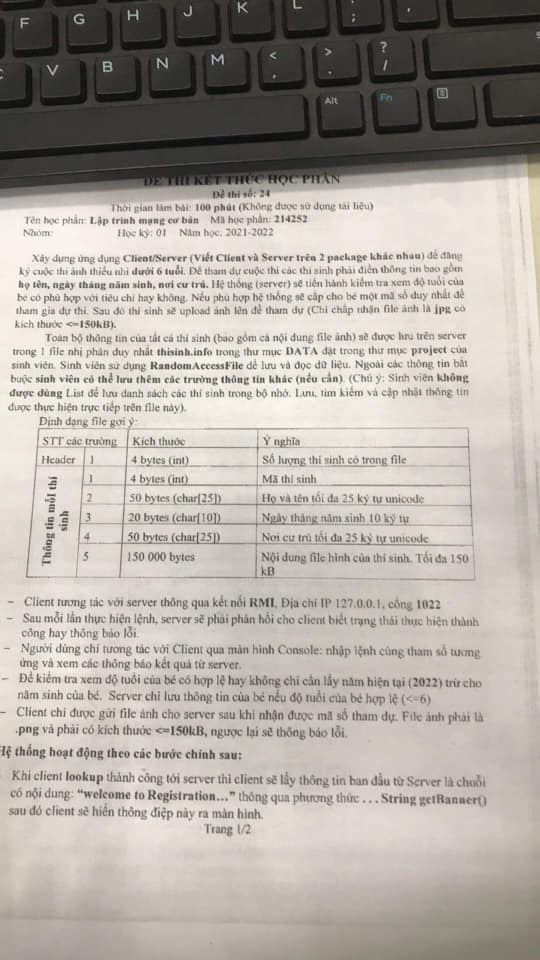 F G H J K L ; ,
V B N M < , > . ? /
Alt Fn
ĐỀ THI KẾT THÚC HỌC PHẦN
Đề thi số: 24
Thời gian làm bài: 100 phút (Không được sử dụng tài liệu)
Tên học phần: Lập trình mạng cơ bản Mã học phần: 214252
Nhóm: Học kỳ: 01 Năm học: 2021-2022
Xây dựng ứng dụng Client/Server (Viết Client và Server trên 2 package khác nhau) để đăng
ký cuộc thi ảnh thiếu nhi dưới 6 tuổi. Để tham dự cuộc thi các thí sinh phải điền thông tin bao gồm
họ tên, ngày tháng năm sinh, nơi cư trú. Hệ thống (server) sẽ tiến hành kiểm tra xem độ tuổi của
bé có phù hợp với tiêu chí hay không. Nếu phù hợp hệ thống sẽ cấp cho bé một mã số duy nhất để
tham gia dự thi. Sau đó thí sinh sẽ upload ảnh lên để tham dự (Chỉ chấp nhận file ảnh là jpg có
kích thước <=150kB).
Toàn bộ thông tin của tất cả thí sinh (bao gồm cả nội dung file ảnh) sẽ được lưu trên server
trong 1 file nhị phân duy nhất thisinh.info trong thư mục DATA đặt trong thư mục project của
sinh viên. Sinh viên sử dụng RandomAccessFile để lưu và đọc dữ liệu. Ngoài các thông tin bắt
buộc sinh viên có thể lưu thêm các trường thông tin khác (nếu cần). (Chú ý: Sinh viên không
được dùng List để lưu danh sách các thí sinh trong bộ nhớ. Lưu, tìm kiếm và cập nhật thông tin
được thực hiện trực tiếp trên file này).
Định dạng file gợi ý:
STT các trường Kích thước Ý nghĩa
Header 1 4 bytes (int) Số lượng thí sinh có trong file
Thông tin mỗi thí sinh
1 4 bytes (int) Mã thí sinh
2 50 bytes (char[25]) Họ và tên tối đa 25 ký tự unicode
3 20 bytes (char[10]) Ngày tháng năm sinh 10 ký tự
4 50 bytes (char[25]) Nơi cư trú tối đa 25 ký tự unicode
5 150 000 bytes Nội dung file hình của thí sinh. Tối đa 150
kB
– Client tương tác với server thông qua kết nối RMI, Địa chỉ IP 127.0.0.1, cổng 1022
– Sau mỗi lần thực hiện lệnh, server sẽ phải phản hồi cho client biết trạng thái thực hiện thành
công hay thông báo lỗi.
– Người dùng chỉ tương tác với Client qua màn hình Console: nhập lệnh cùng tham số tương
ứng và xem các thông báo kết quả từ server.
– Để kiểm tra xem độ tuổi của bé có hợp lệ hay không chỉ cần lấy năm hiện tại (2022) trừ cho
năm sinh của bé. Server chỉ lưu thông tin của bé nếu độ tuổi của bé hợp lệ (<=6)
– Client chỉ được gửi file ảnh cho server sau khi nhận được mã số tham dự. File ảnh phải là
.png và phải có kích thước <=150kB, ngược lại sẽ thông báo lỗi.
Hệ thống hoạt động theo các bước chính sau:
Khi client lookup thành công tới server thì client sẽ lấy thông tin ban đầu từ Server là chuỗi
có nội dung: “welcome to Registration…” thông qua phương thức . . . String getBanner()
sau đó client sẽ hiển thông điệp này ra màn hình.
Trang 1/2